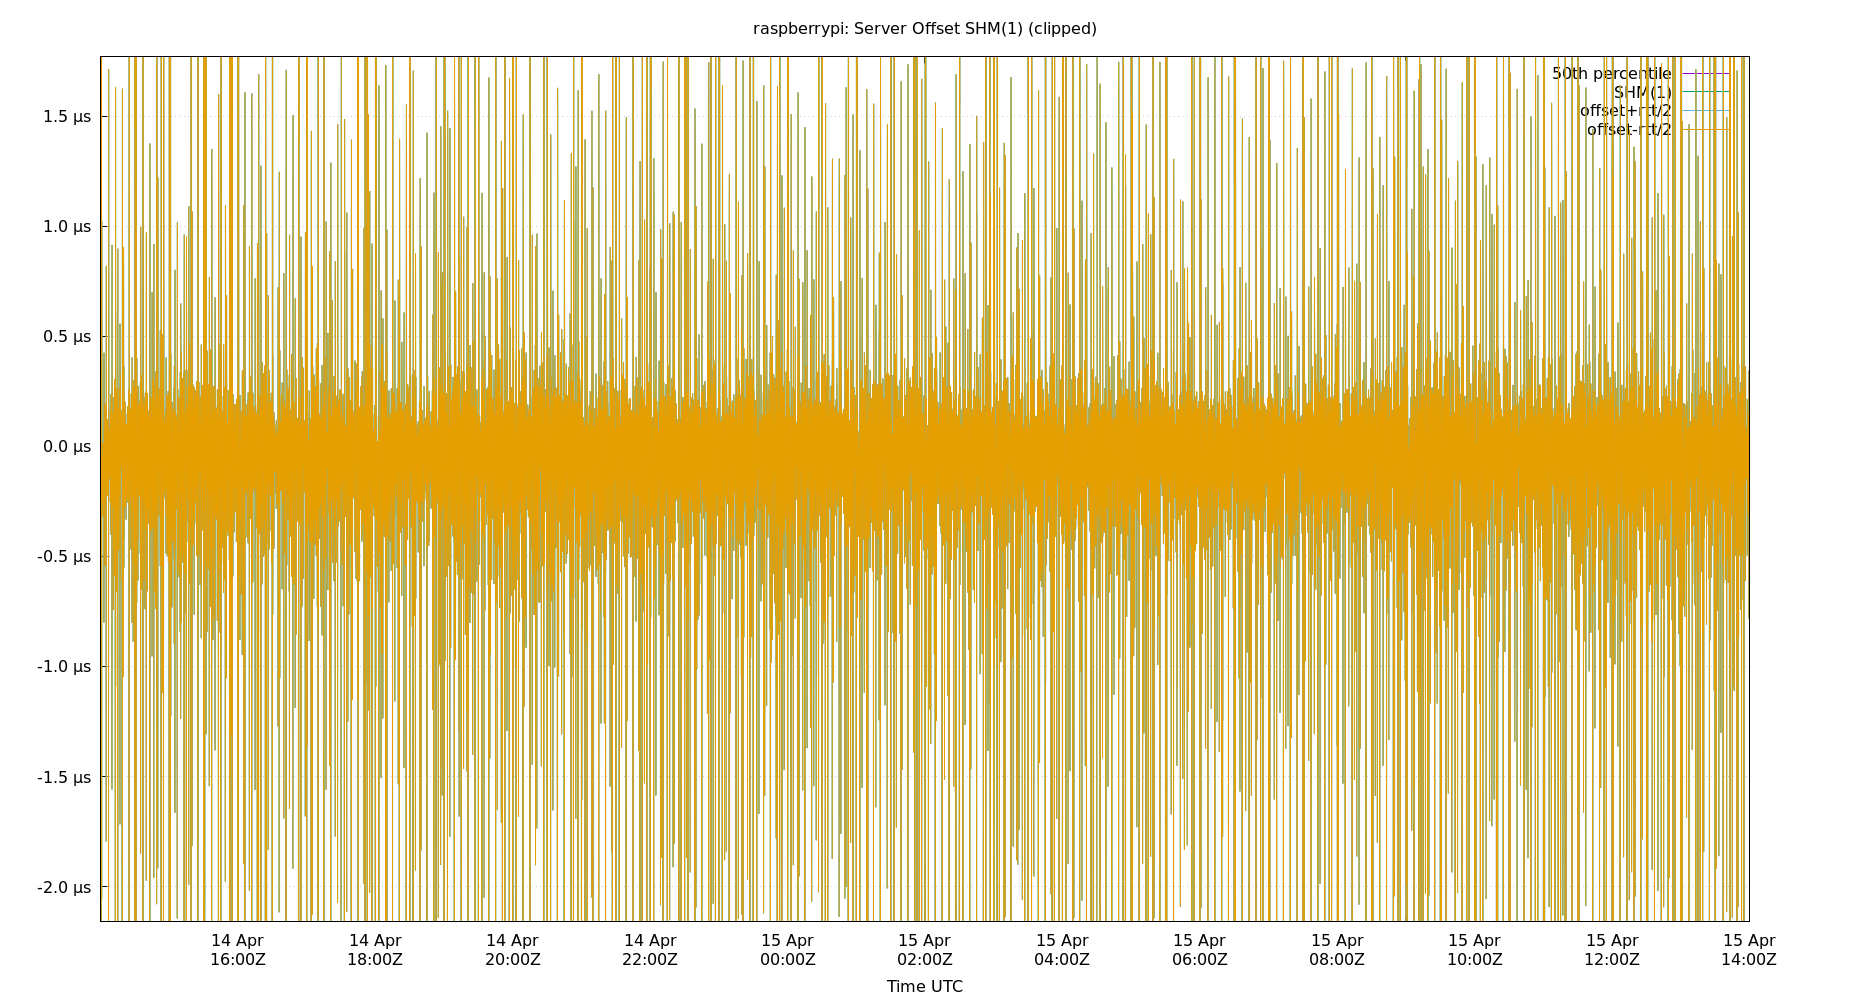 raspberrypi: Server Offset SHM(1) (clipped)
50th percentile
SHM(1)
offset+rtt/2
offset-rtt/2
1.5 µs
1.0 µs
0.5 µs
0.0 µs
-0.5 µs
-1.0 µs
-1.5 µs
-2.0 µs
14 Apr 14 Apr 14 Apr 14 Apr 15 Apr 15 Apr 15 Apr 15 Apr 15 Apr 15 Apr 15 Apr 15 Apr
16:00Z 18:00Z 20:00Z 22:00Z 00:00Z 02:00Z 04:00Z 06:00Z 08:00Z 10:00Z 12:00Z 14:00Z
Time UTC